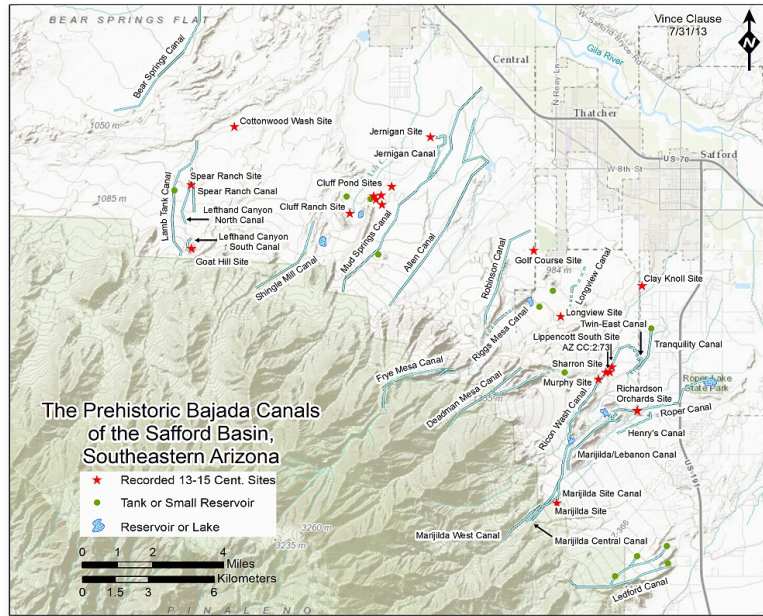 BEAR SPRINGS FLAT
Vince Clause
7/31/13
N
W Safford Bryce Rd
Gila River
Bear Springs Canal
Central
N Reay Ln
1050 m
Cottonwood Wash Site
Jernigan Site
Thatcher
Jernigan Canal
US-70
Safford
W 8th St
Spear Ranch Site
Cluff Pond Sites
Spear Ranch Canal
1085 m
Lamb Tank Canal
Lefthand Canyon
North Canal
Cluff Ranch Site
Lefthand Canyon
South Canal
Goat Hill Site
Shingle Mill Canal
Mud Springs Canal
Allen Canal
Robinson Canal
Golf Course Site
984 m
Longview Canal
Clay Knoll Site
Riggs Mesa Canal
Longview Site
Twin-East Canal
Lippencott South Site
AZ CC:2:73
Tranquility Canal
Sharron Site
Frye Mesa Canal
Murphy Site
Deadman Mesa Canal
1235 m
Richardson
Orchards Site
Roper Lake
State Park
Roper Canal
Ricon Wash Canal
Henry's Canal
Marijilda/Lebanon Canal
US-191
The Prehistoric Bajada Canals
of the Safford Basin,
Southeastern Arizona
Recorded 13-15 Cent. Sites
Tank or Small Reservoir
Reservoir or Lake
Marijilda Site Canal
Marijilda Site
3260 m
3235 m
Marijilda West Canal
Marijilda Central Canal
Z-366
Ledford Canal
0 1 2 4
Miles
Kilometers
0 1.5 3 6
PINALENO